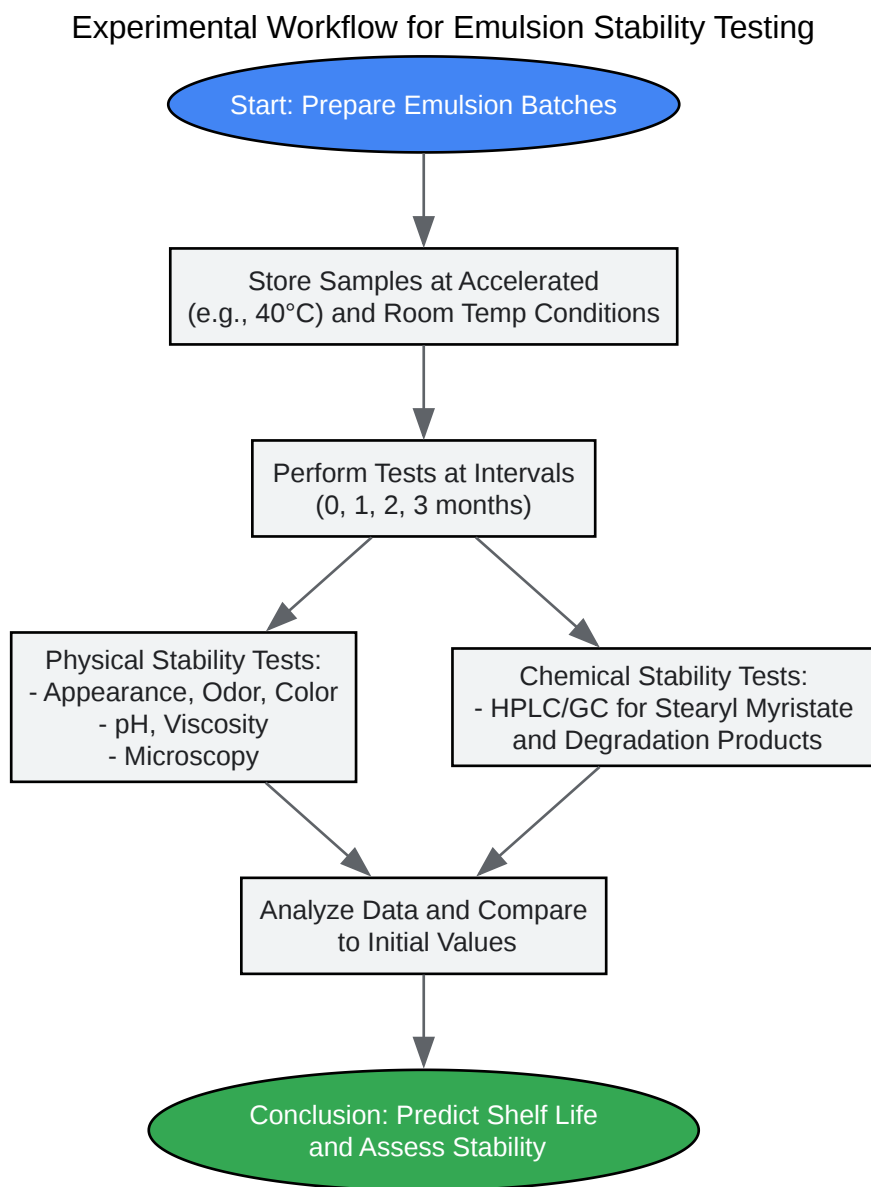 Experimental Workflow for Emulsion Stability Testing
Start: Prepare Emulsion Batches
Store Samples at Accelerated
(e.g., 40°C) and Room Temp Conditions
Perform Tests at Intervals
(0, 1, 2, 3 months)
Physical Stability Tests:
- Appearance, Odor, Color
- pH, Viscosity
- Microscopy
Chemical Stability Tests:
- HPLC/GC for Stearyl Myristate
and Degradation Products
Analyze Data and Compare
to Initial Values
Conclusion: Predict Shelf Life
and Assess Stability